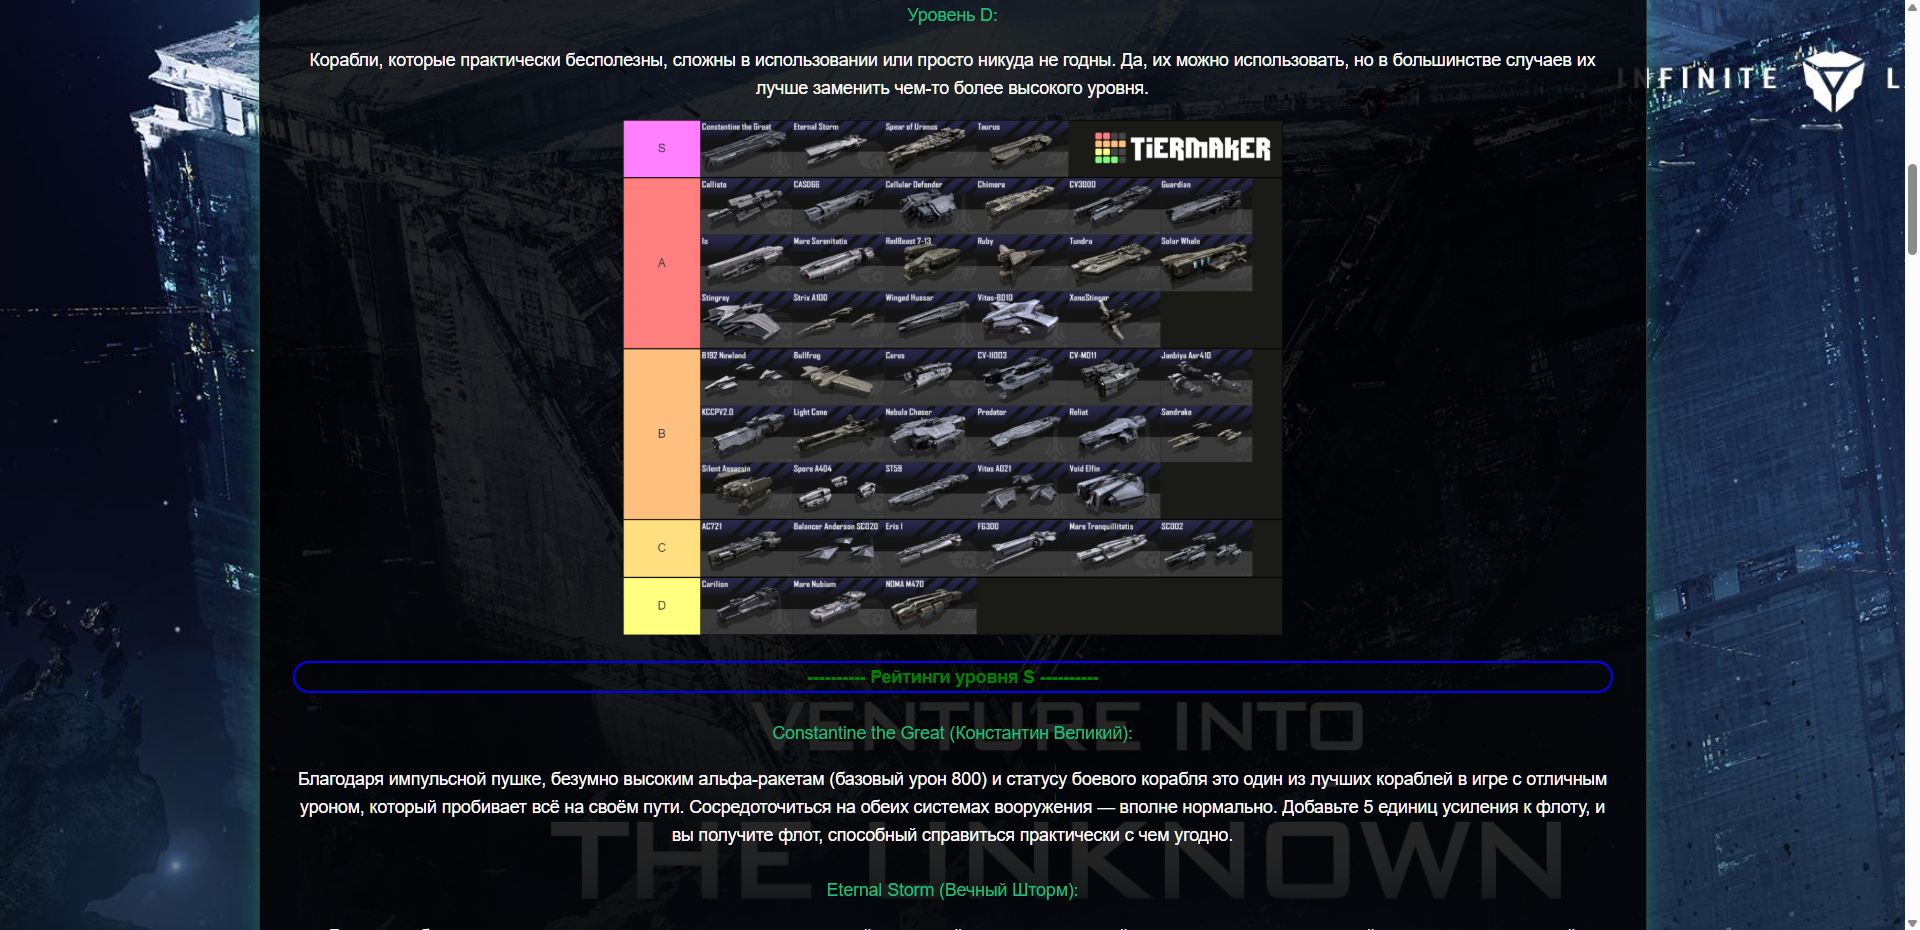 Уровень D:
Корабли, которые практически бесполезны, сложны в использовании или просто никуда не годны. Да, их можно использовать, но в большинстве случаев их
лучше заменить чем-то более высокого уровня.
INFINITE L
S
Constantine the Great Eternal Storm Spear of Uranus Taurus
TiERMAKER
A
Callisto CAS066 Cellular Defender Chimera CV3000 Guardian
Io Mare Serenitatis RedBeast 7-13 Ruby Tundra Solar Whale
Stingray Strix A100 Winged Hussar Vitas-B010 XenoStinger
B
B192 Newland Bullfrog Ceres CV-II003 CV-M011 Janbiya Aer410
KCCPV2.0 Light Cone Nebula Chaser Predator Reliat Sandrake
Silent Assassin Spore A404 ST59 Vitas A021 Void Elfin
C
AC721 Balancer Anderson SC020 Eris I FG300 Mare Tranquillitatis SC002
D
Carilion Mare Nubium NOMA M470
---------- Рейтинги уровня S ----------
VENTURE INTO
Constantine the Great (Константин Великий):
Благодаря импульсной пушке, безумно высоким альфа-ракетам (базовый урон 800) и статусу боевого корабля это один из лучших кораблей в игре с отличным
уроном, который пробивает всё на своём пути. Сосредоточиться на обеих системах вооружения — вполне нормально. Добавьте 5 единиц усиления к флоту, и
вы получите флот, способный справиться практически с чем угодно.
THE UNKNOWN
Eternal Storm (Вечный Шторм):